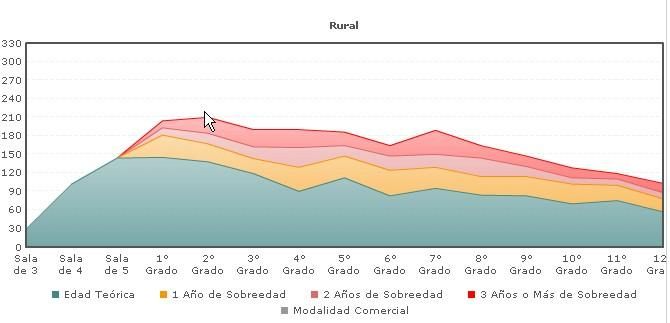 Rural
330
300
270
240
210
180
150
120
90
60
30
0
Sala de 3
Sala de 4
Sala de 5
1° Grado
2° Grado
3° Grado
4° Grado
5° Grado
6° Grado
7° Grado
8° Grado
9° Grado
10° Grado
11° Grado
12 Gra
Edad Teórica 1 Año de Sobreedad 2 Años de Sobreedad 3 Años o Más de Sobreedad
Modalidad Comercial